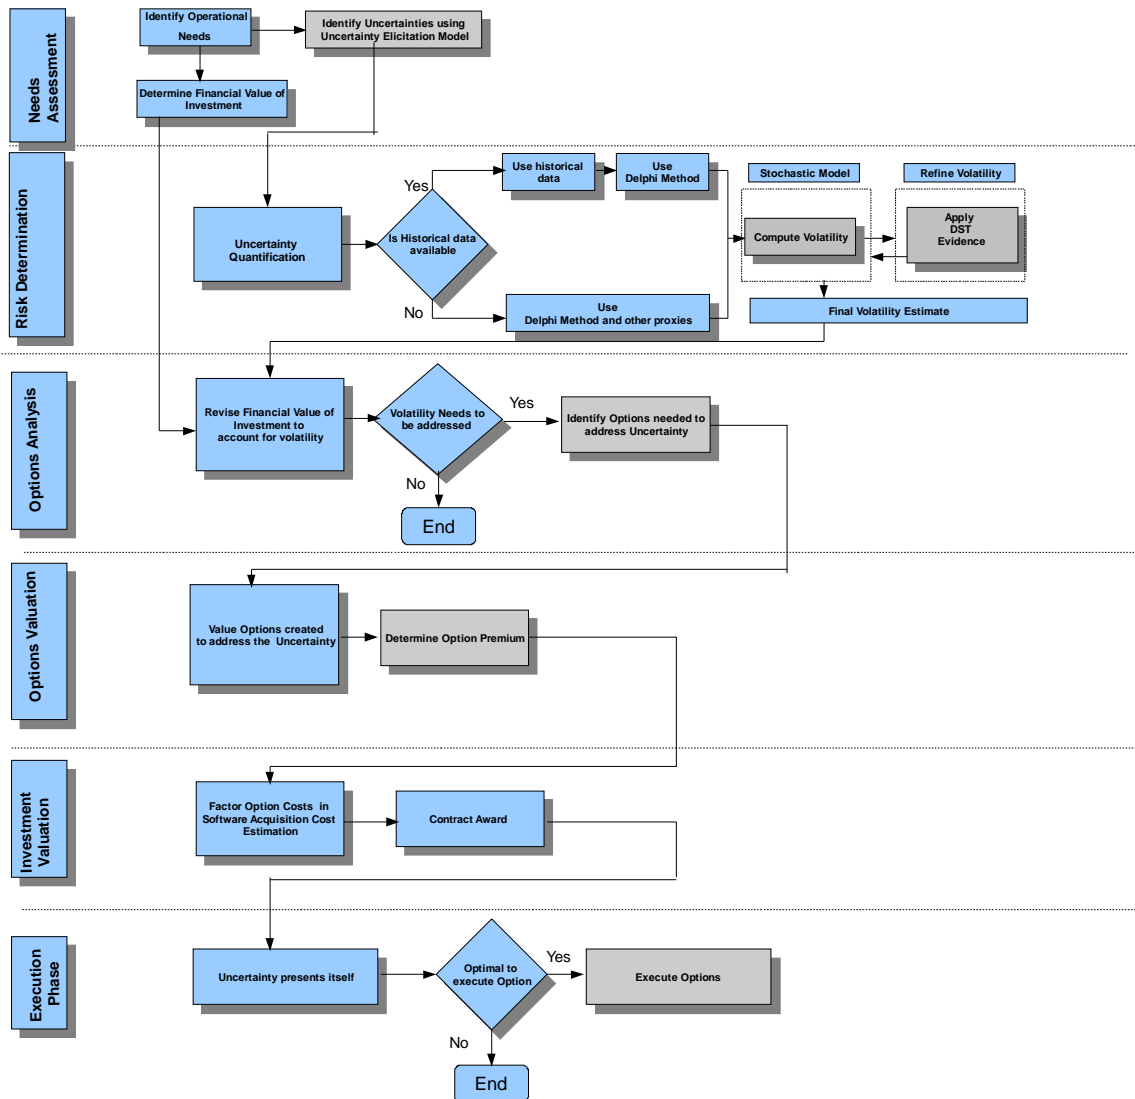 Needs
Assessment
Identify Operational
Needs
Identify Uncertainties using
Uncertainty Elicitation Model
Determine Financial Value of
Investment
Risk Determination
Uncertainty
Quantification
Is Historical data
available
Yes
Use historical
data
Use
Delphi Method
No
Use
Delphi Method and other proxies
Stochastic Model
Refine Volatility
Compute Volatility
Apply
DST
Evidence
Final Volatility Estimate
Options Analysis
Revise Financial Value of
Investment to
account for volatility
Volatility Needs to
be addressed
Yes
Identify Options needed to
address Uncertainty
No
End
Options Valuation
Value Options created
to address the Uncertainty
Determine Option Premium
Investment
Valuation
Factor Option Costs in
Software Acquisition Cost
Estimation
Contract Award
Execution
Phase
Uncertainty presents itself
Optimal to
execute Option
Yes
Execute Options
No
End